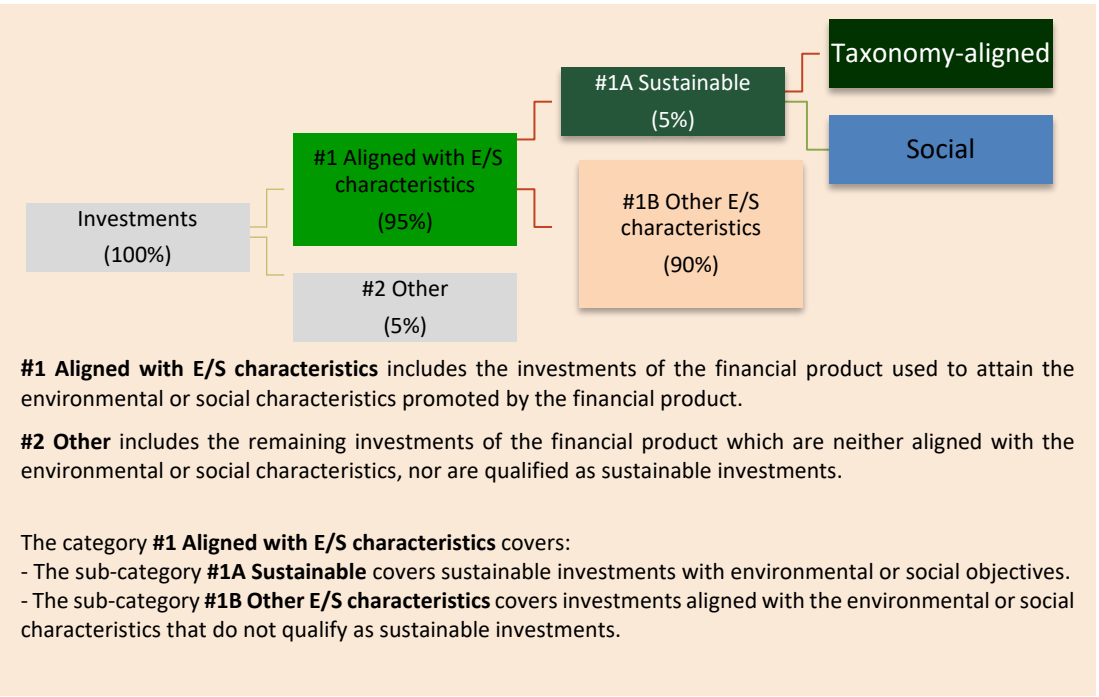 Taxonomy-aligned
#1A Sustainable
(5%)
Social
#1 Aligned with E/S
characteristics
(95%)
#1B Other E/S
characteristics
(90%)
Investments
(100%)
#2 Other
(5%)
#1 Aligned with E/S characteristics includes the investments of the financial product used to attain the
environmental or social characteristics promoted by the financial product.
#2 Other includes the remaining investments of the financial product which are neither aligned with the
environmental or social characteristics, nor are qualified as sustainable investments.
The category #1 Aligned with E/S characteristics covers:
- The sub-category #1A Sustainable covers sustainable investments with environmental or social objectives.
- The sub-category #1B Other E/S characteristics covers investments aligned with the environmental or social
characteristics that do not qualify as sustainable investments.